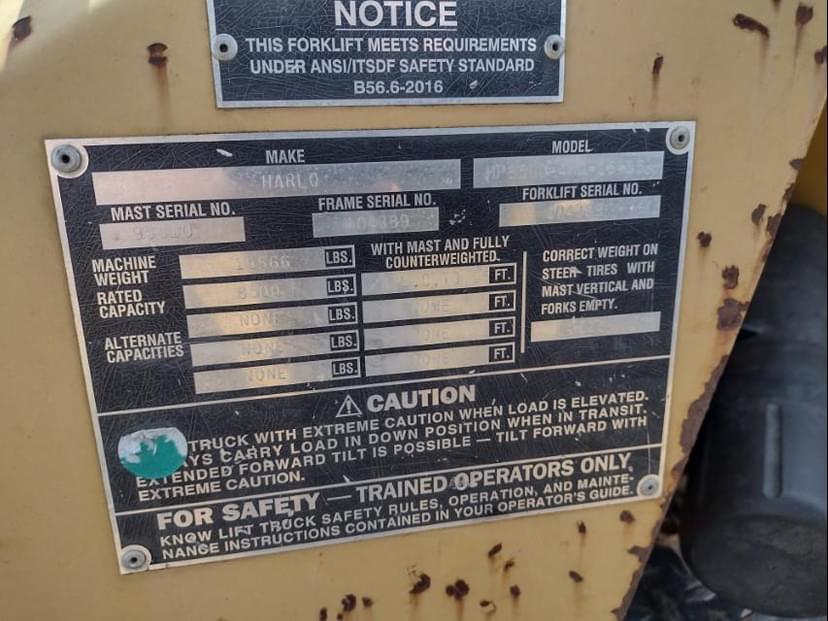 NOTICE
THIS FORKLIFT MEETS REQUIREMENTS
UNDER ANSI/ITSDF SAFETY STANDARD
B56.6-2016
MAKE
MODEL
HARLO
MAST SERIAL NO.
FRAME SERIAL NO.
FORKLIFT SERIAL NO.
MACHINE
WEIGHT
LBS.
WITH MAST AND FULLY
COUNTERWEIGHTED.
CORRECT WEIGHT ON
STEER TIRES WITH
MAST VERTICAL AND
FORKS EMPTY.
RATED
CAPACITY
LBS.
FT.
NONE
LBS.
NONE
FT.
ALTERNATE
CAPACITIES
NONE
LBS.
NONE
FT.
NONE
LBS.
NONE
FT.
CAUTION
TRUCK WITH EXTREME CAUTION WHEN LOAD IS ELEVATED.
CARRY LOAD IN DOWN POSITION WHEN IN TRANSIT.
EXTENDED FORWARD TILT IS POSSIBLE — TILT FORWARD WITH
EXTREME CAUTION.
FOR SAFETY — TRAINED OPERATORS ONLY
KNOW LIFT TRUCK SAFETY RULES, OPERATION, AND MAINTE-
NANCE INSTRUCTIONS CONTAINED IN YOUR OPERATOR'S GUIDE.